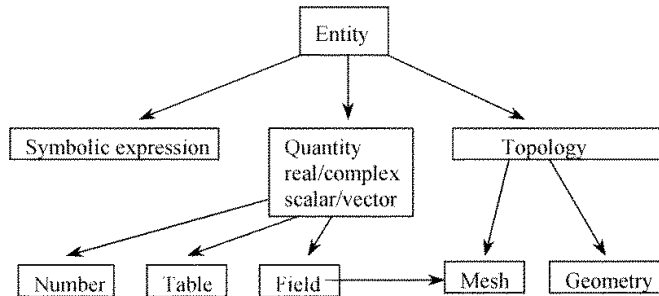 Entity
Symbolic expression
Quantity
real/complex
scalar/vector
Topology
Number
Table
Field
Mesh
Geometry